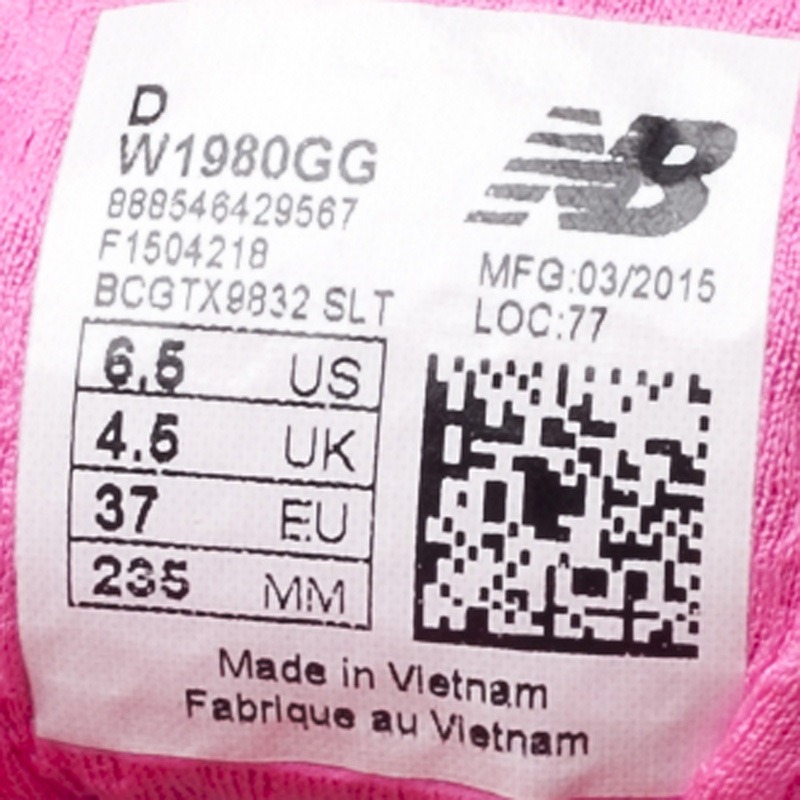 D
W1980GG
888546429567
F1504218
BCGTX9832 SLT
NB
MFG:03/2015
LOC:77
6.5 US
4.5 UK
37 EU
235 MM
Made in Vietnam
Fabrique au Vietnam